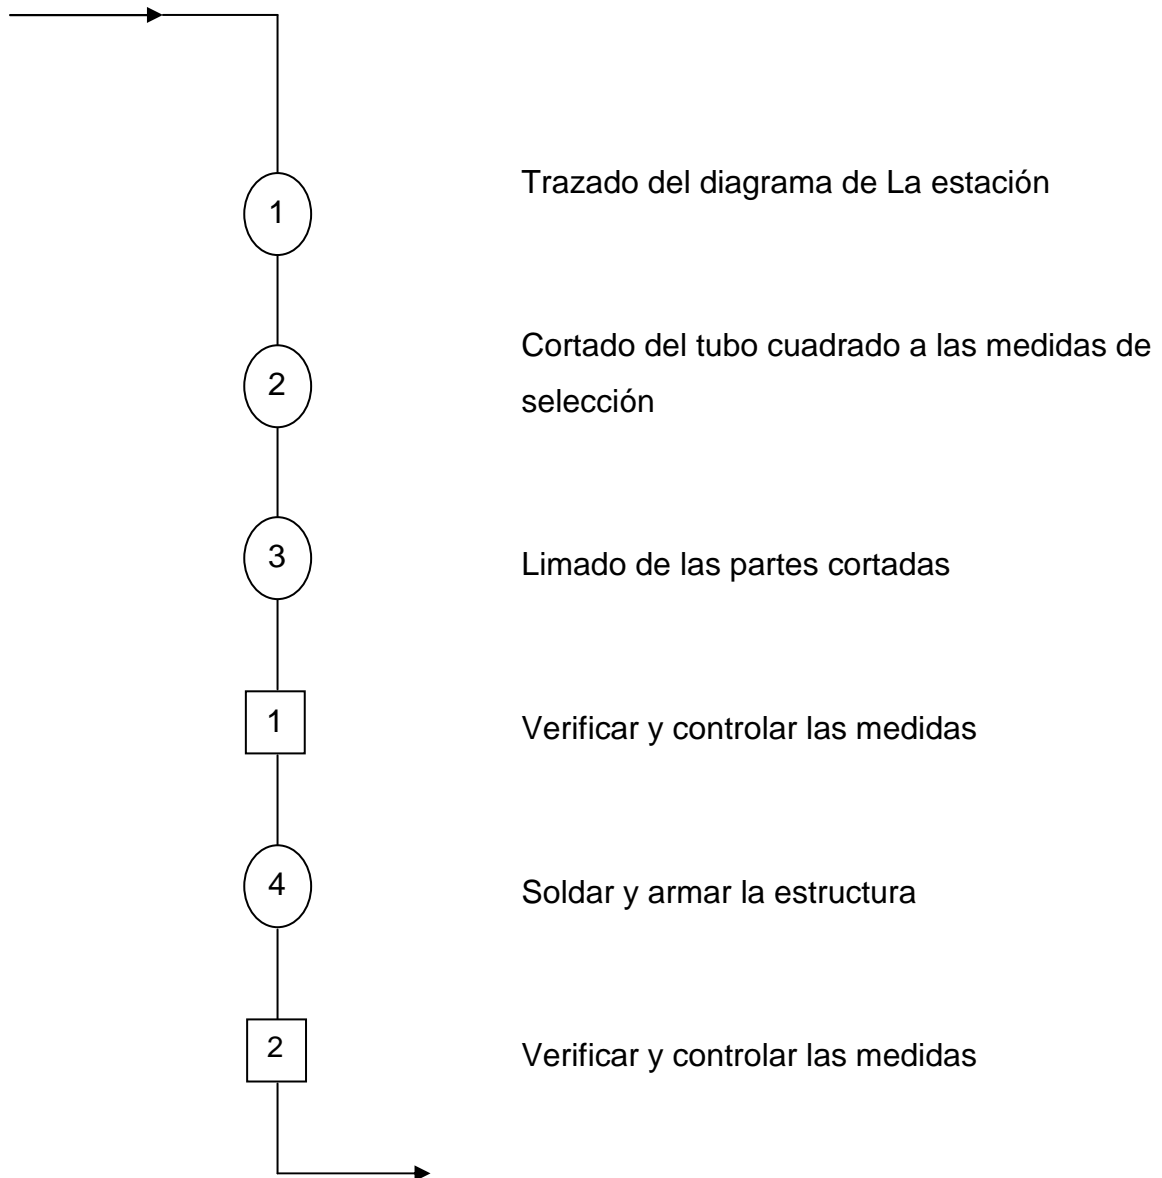 1
Trazado del diagrama de La estación
2
Cortado del tubo cuadrado a las medidas de
selección
3
Limado de las partes cortadas
1
Verificar y controlar las medidas
4
Soldar y armar la estructura
2
Verificar y controlar las medidas